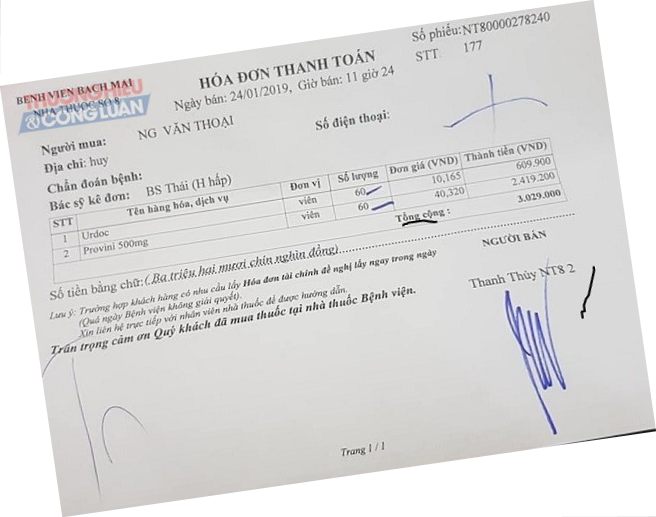 Số phiếu:NT80000278240
STT. 177
BỆNH VIỆN BẠCH MAI
NHÀ THUỐC SỐ 8
THƯƠNG HIỆU
& CÔNG LUẬN
HÓA ĐƠN THANH TOÁN
Ngày bán: 24/01/2019, Giờ bán: 11 giờ 24
Người mua: NG VĂN THOẠI
Số điện thoại:
Địa chỉ: huy
Chẩn đoán bệnh:
Bác sỹ kê đơn: BS Thái (H hấp)
STT Tên hàng hóa, dịch vụ Đơn vị Số lượng Đơn giá (VND) Thành tiền (VND)
1 Urdoc viên 60 10,165 609.900
2 Provini 500mg viên 60 40,320 2.419.200
Tổng cộng : 3.029.000
Số tiền bằng chữ:( Ba triệu hai mươi chín nghìn đồng)
NGƯỜI BÁN
Lưu ý: Trường hợp khách hàng có nhu cầu lấy Hóa đơn tài chính đề nghị lấy ngay trong ngày
(Quá ngày Bệnh viện không giải quyết).
Xin liên hệ trực tiếp với nhân viên nhà thuốc để được hướng dẫn.
Trân trọng cảm ơn Quý khách đã mua thuốc tại nhà thuốc Bệnh viện.
Thanh Thủy NT8 2
Trang 1 / 1